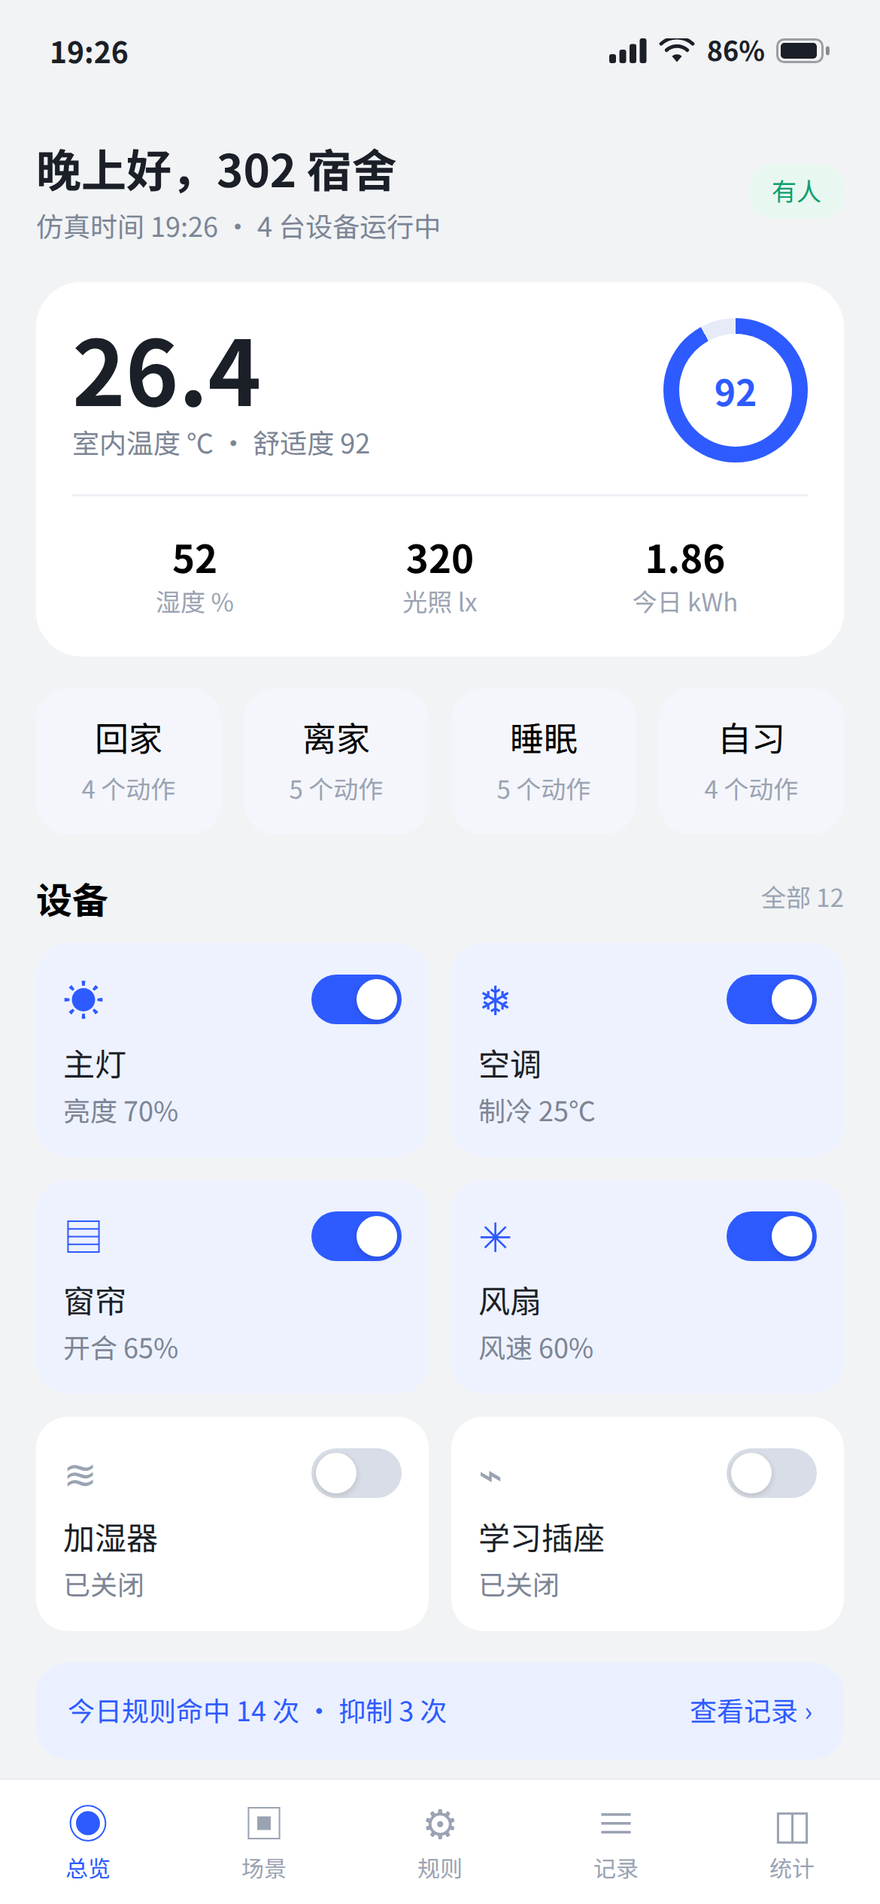 19:26
86%
晚上好，302 宿舍
有人
仿真时间 19:26 · 4 台设备运行中
26.4
92
室内温度 °C · 舒适度 92
52
320
1.86
湿度 %
光照 lx
今日 kWh
回家
离家
睡眠
自习
4 个动作
5 个动作
5 个动作
4 个动作
设备
全部 12
主灯
亮度 70%
空调
制冷 25°C
窗帘
开合 65%
风扇
风速 60%
加湿器
已关闭
学习插座
已关闭
今日规则命中 14 次 · 抑制 3 次
查看记录 ›
总览
场景
规则
记录
统计